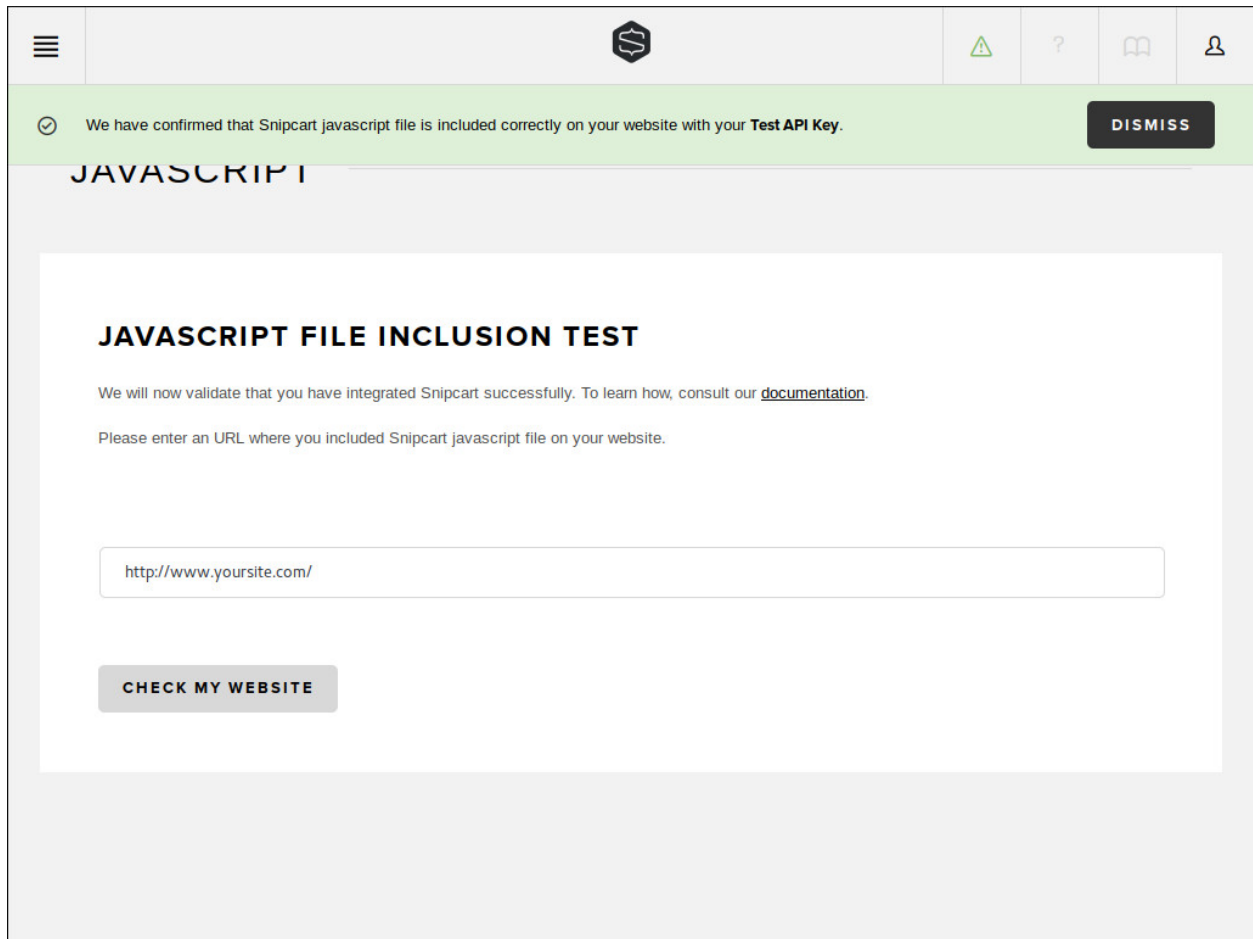 ?
We have confirmed that Snipcart javascript file is included correctly on your website with your Test API Key.
DISMISS
JAVASCRIPT
JAVASCRIPT FILE INCLUSION TEST
We will now validate that you have integrated Snipcart successfully. To learn how, consult our documentation.
Please enter an URL where you included Snipcart javascript file on your website.
http://www.yoursite.com/
CHECK MY WEBSITE